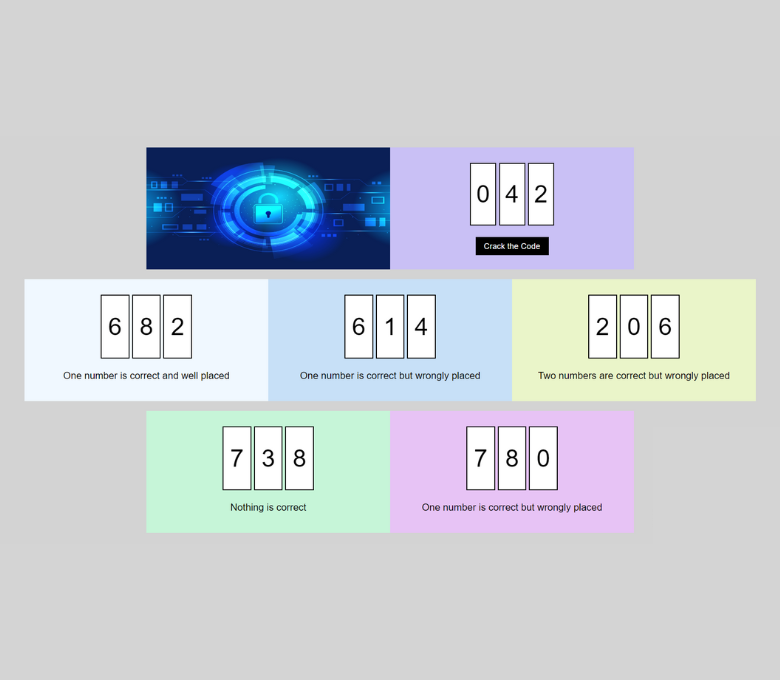 0 4 2
Crack the Code
6 8 2
One number is correct and well placed
6 1 4
One number is correct but wrongly placed
2 0 6
Two numbers are correct but wrongly placed
7 3 8
Nothing is correct
7 8 0
One number is correct but wrongly placed